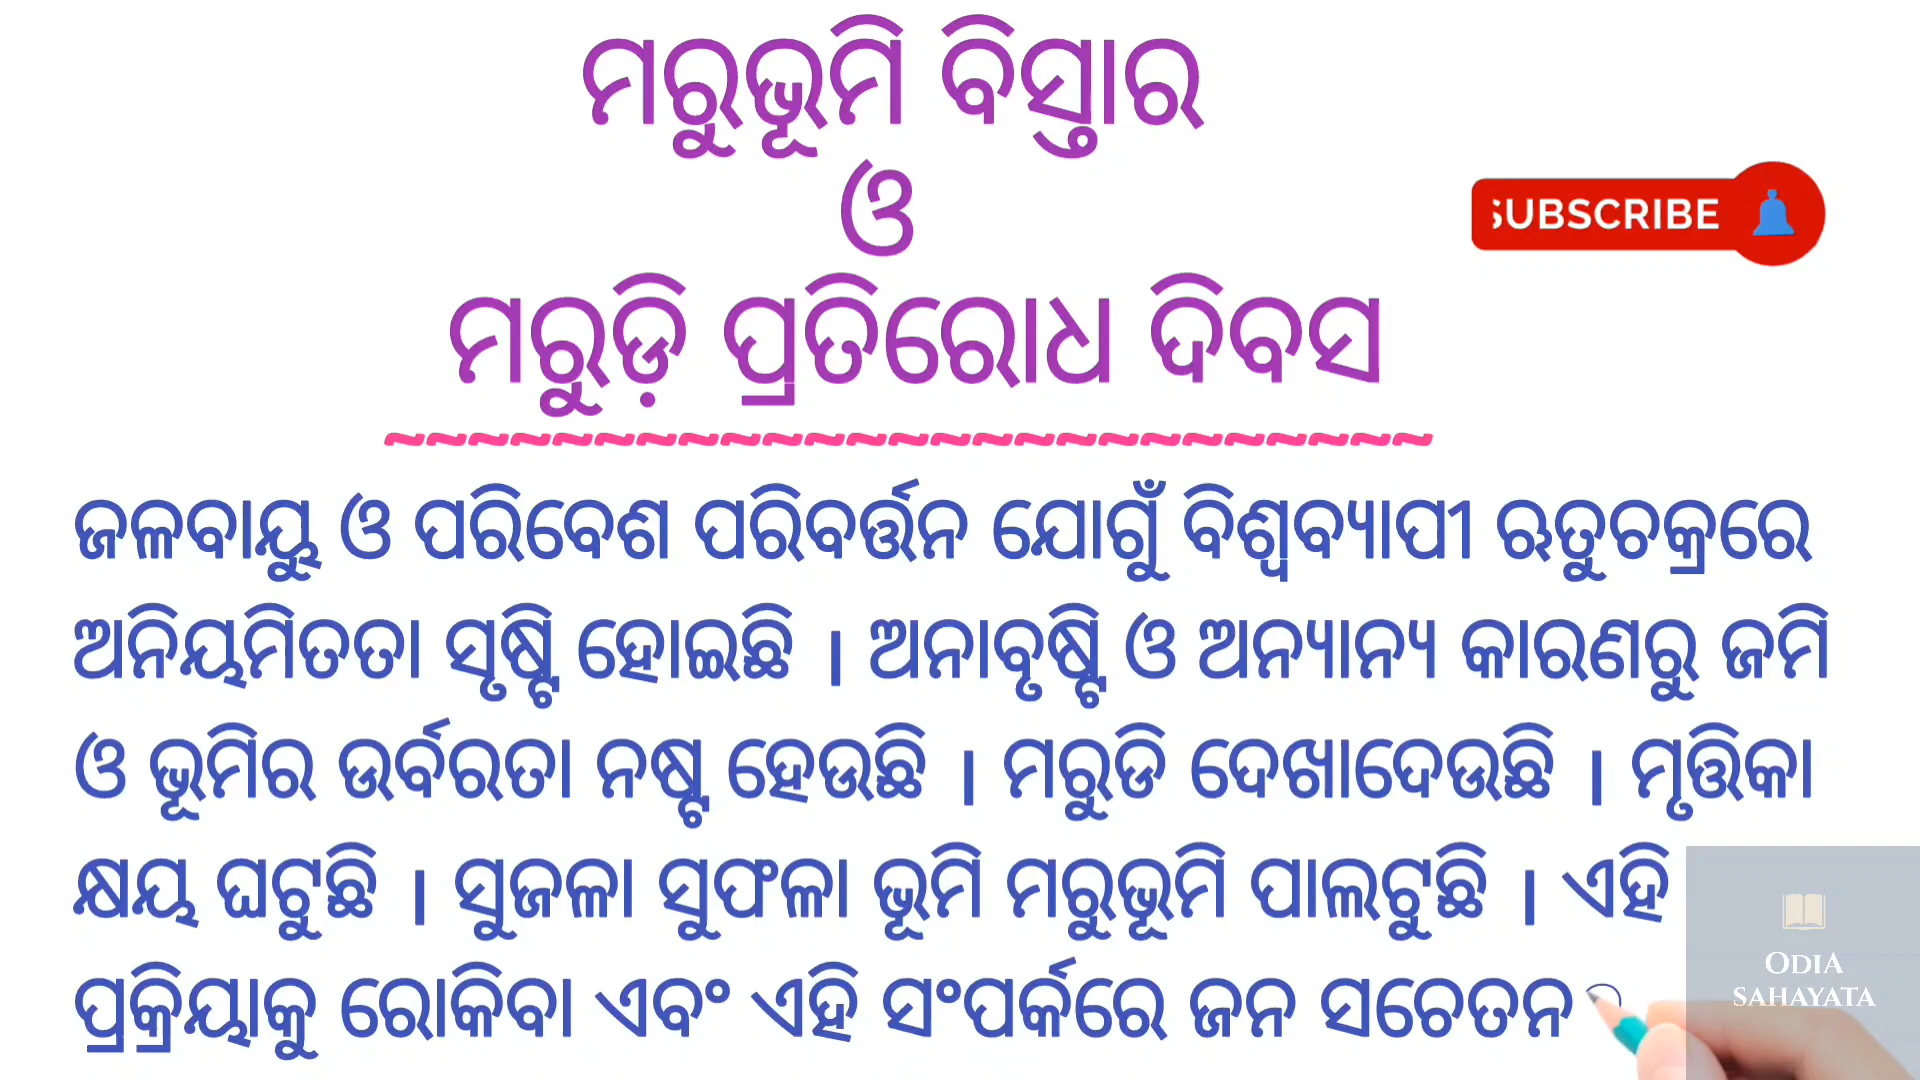 ମରୁଭୂମି ବିସ୍ତାର
ଓ
ମରୁଡ଼ି ପ୍ରତିରୋଧ ଦିବସ
SUBSCRIBE
ଜଳବାୟୁ ଓ ପରିବେଶ ପରିବର୍ତ୍ତନ ଯୋଗୁଁ ବିଶ୍ୱବ୍ୟାପୀ ଋତୁଚକ୍ରରେ
ଅନିୟମିତତା ସୃଷ୍ଟି ହୋଇଛି । ଅନାବୃଷ୍ଟି ଓ ଅନ୍ୟାନ୍ୟ କାରଣରୁ ଜମି
ଓ ଭୂମିର ଉର୍ବରତା ନଷ୍ଟ ହେଉଛି । ମରୁଡି ଦେଖାଦେଉଛି । ମୃତ୍ତିକା
କ୍ଷୟ ଘଟୁଛି । ସୁଜଳା ସୁଫଳା ଭୂମି ମରୁଭୂମି ପାଲଟୁଛି । ଏହି
ପ୍ରକ୍ରିୟାକୁ ରୋକିବା ଏବଂ ଏହି ସଂପର୍କରେ ଜନ ସଚେତନ
ODIA
SAHAYATA